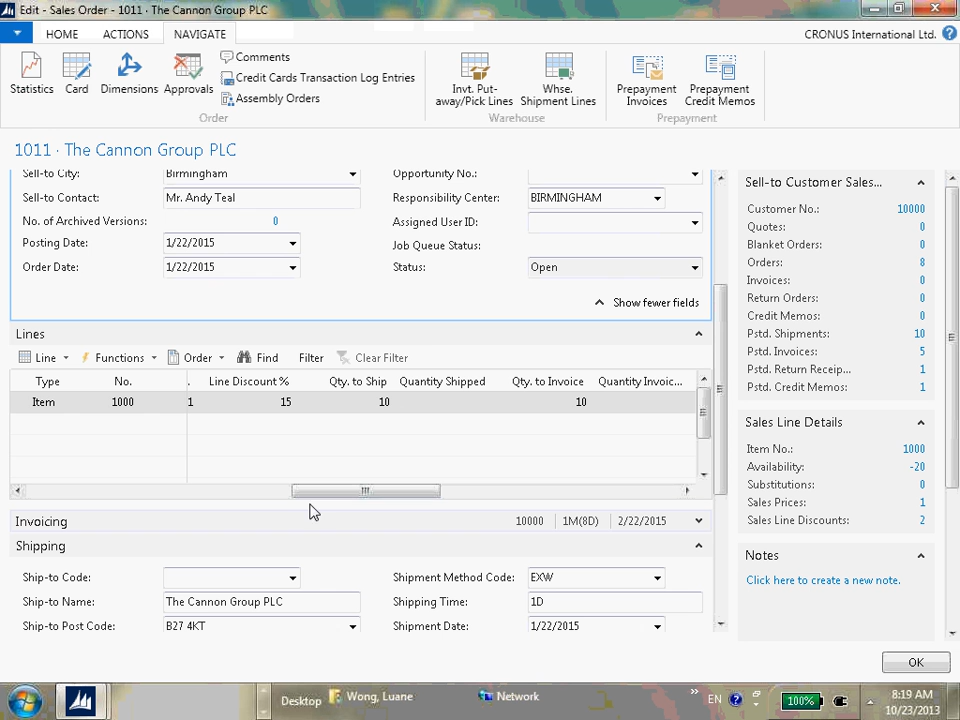 Edit - Sales Order - 1011 · The Cannon Group PLC
HOME ACTIONS NAVIGATE CRONUS International Ltd.
Statistics Card Dimensions Approvals
Comments
Credit Cards Transaction Log Entries
Assembly Orders
Order
Invt. Put-away/Pick Lines
Whse. Shipment Lines
Warehouse
Prepayment Invoices
Prepayment Credit Memos
Prepayment
1011 · The Cannon Group PLC
Sell-to City: Birmingham
Sell-to Contact: Mr. Andy Teal
No. of Archived Versions: 0
Posting Date: 1/22/2015
Order Date: 1/22/2015
Opportunity No.:
Responsibility Center: BIRMINGHAM
Assigned User ID:
Job Queue Status:
Status: Open
Show fewer fields
Lines
Line Functions Order Find Filter Clear Filter
Type No. . Line Discount % Qty. to Ship Quantity Shipped Qty. to Invoice Quantity Invoic...
Item 1000 1 15 10 10
Invoicing 10000 1M(8D) 2/22/2015
Shipping
Ship-to Code:
Ship-to Name: The Cannon Group PLC
Ship-to Post Code: B27 4KT
Shipment Method Code: EXW
Shipping Time: 1D
Shipment Date: 1/22/2015
Sell-to Customer Sales...
Customer No.: 10000
Quotes: 0
Blanket Orders: 0
Orders: 8
Invoices: 0
Return Orders: 0
Credit Memos: 0
Pstd. Shipments: 10
Pstd. Invoices: 5
Pstd. Return Receip... 1
Pstd. Credit Memos: 1
Sales Line Details
Item No.: 1000
Availability: -20
Substitutions: 0
Sales Prices: 1
Sales Line Discounts: 2
Notes
Click here to create a new note.
OK
Desktop Wong, Luane Network » EN 100% 8:19 AM
10/23/2013